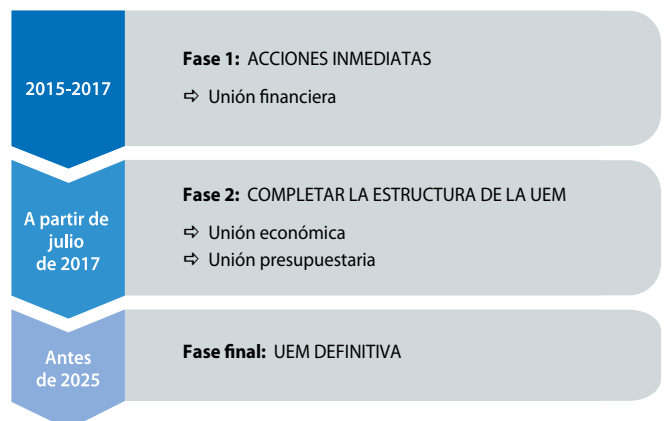 2015-2017
Fase 1: ACCIONES INMEDIATAS
⇨ Unión financiera
A partir de
julio
de 2017
Fase 2: COMPLETAR LA ESTRUCTURA DE LA UEM
⇨ Unión económica
⇨ Unión presupuestaria
Antes
de 2025
Fase final: UEM DEFINITIVA